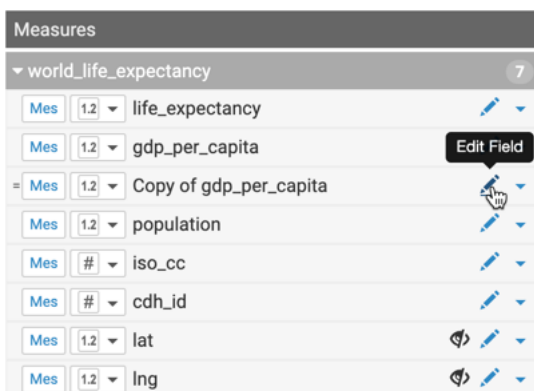 Measures
world_life_expectancy 7
Mes 1.2 life_expectancy
Mes 1.2 gdp_per_capita Edit Field
= Mes 1.2 Copy of gdp_per_capita
Mes 1.2 population
Mes # iso_cc
Mes # cdh_id
Mes 1.2 lat
Mes 1.2 lng